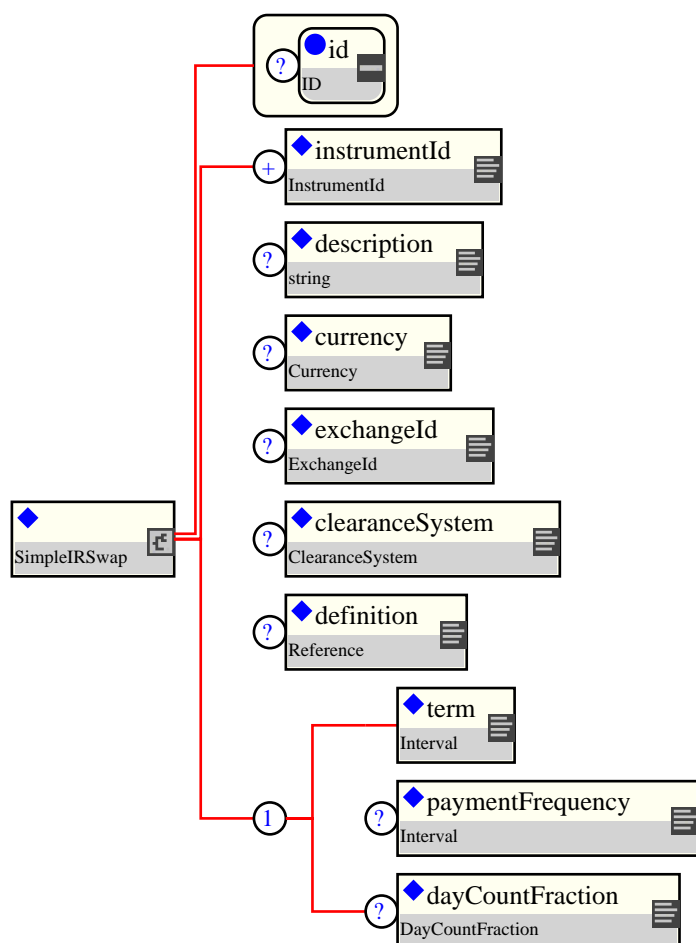 ? id
ID
+ instrumentId
InstrumentId
? description
string
? currency
Currency
? exchangeId
ExchangeId
SimpleIRSwap
? clearanceSystem
ClearanceSystem
? definition
Reference
term
Interval
1 ? paymentFrequency
Interval
? dayCountFraction
DayCountFraction